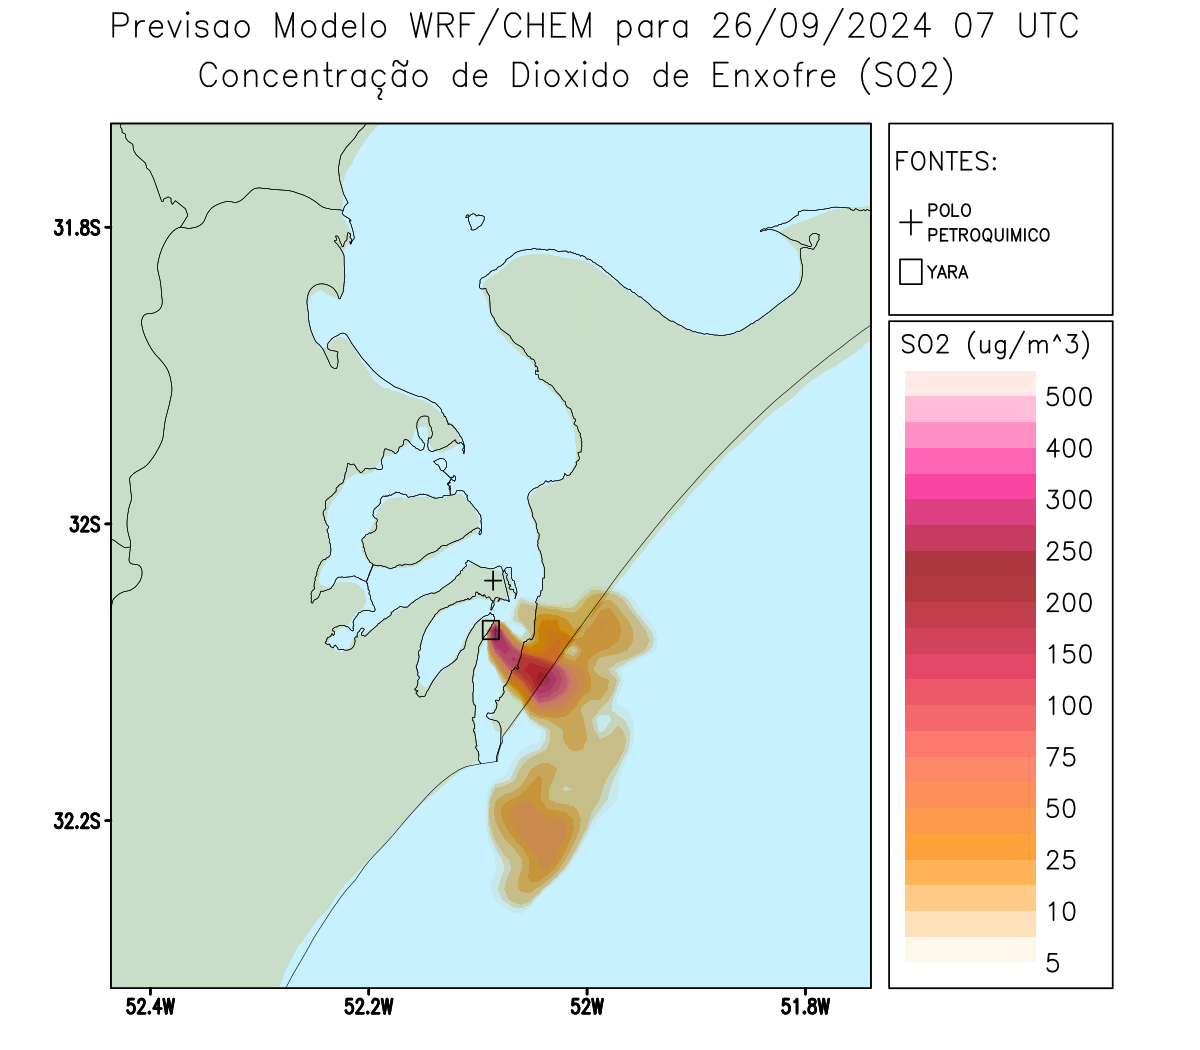 Previsao Modelo WRF/CHEM para 26/09/2024 07 UTC
Concentração de Dioxido de Enxofre (SO2)
FONTES:
POLO
PETROQUIMICO
YARA
SO2 (ug/m^3)
500
400
300
250
200
150
100
75
50
25
10
5
31.8S
32S
32.2S
52.4W
52.2W
52W
51.8W